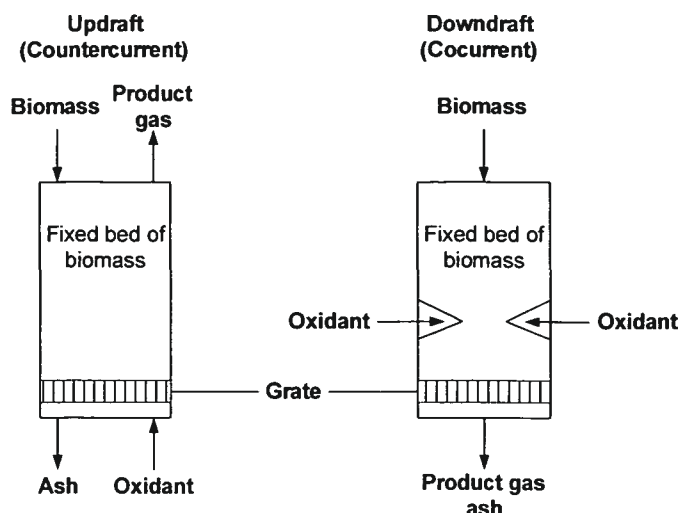 Updraft
(Countercurrent)
Biomass
Product
gas
Fixed bed of
biomass
Ash
Oxidant
Grate
Downdraft
(Cocurrent)
Biomass
Fixed bed of
biomass
Oxidant
Oxidant
Product gas
ash